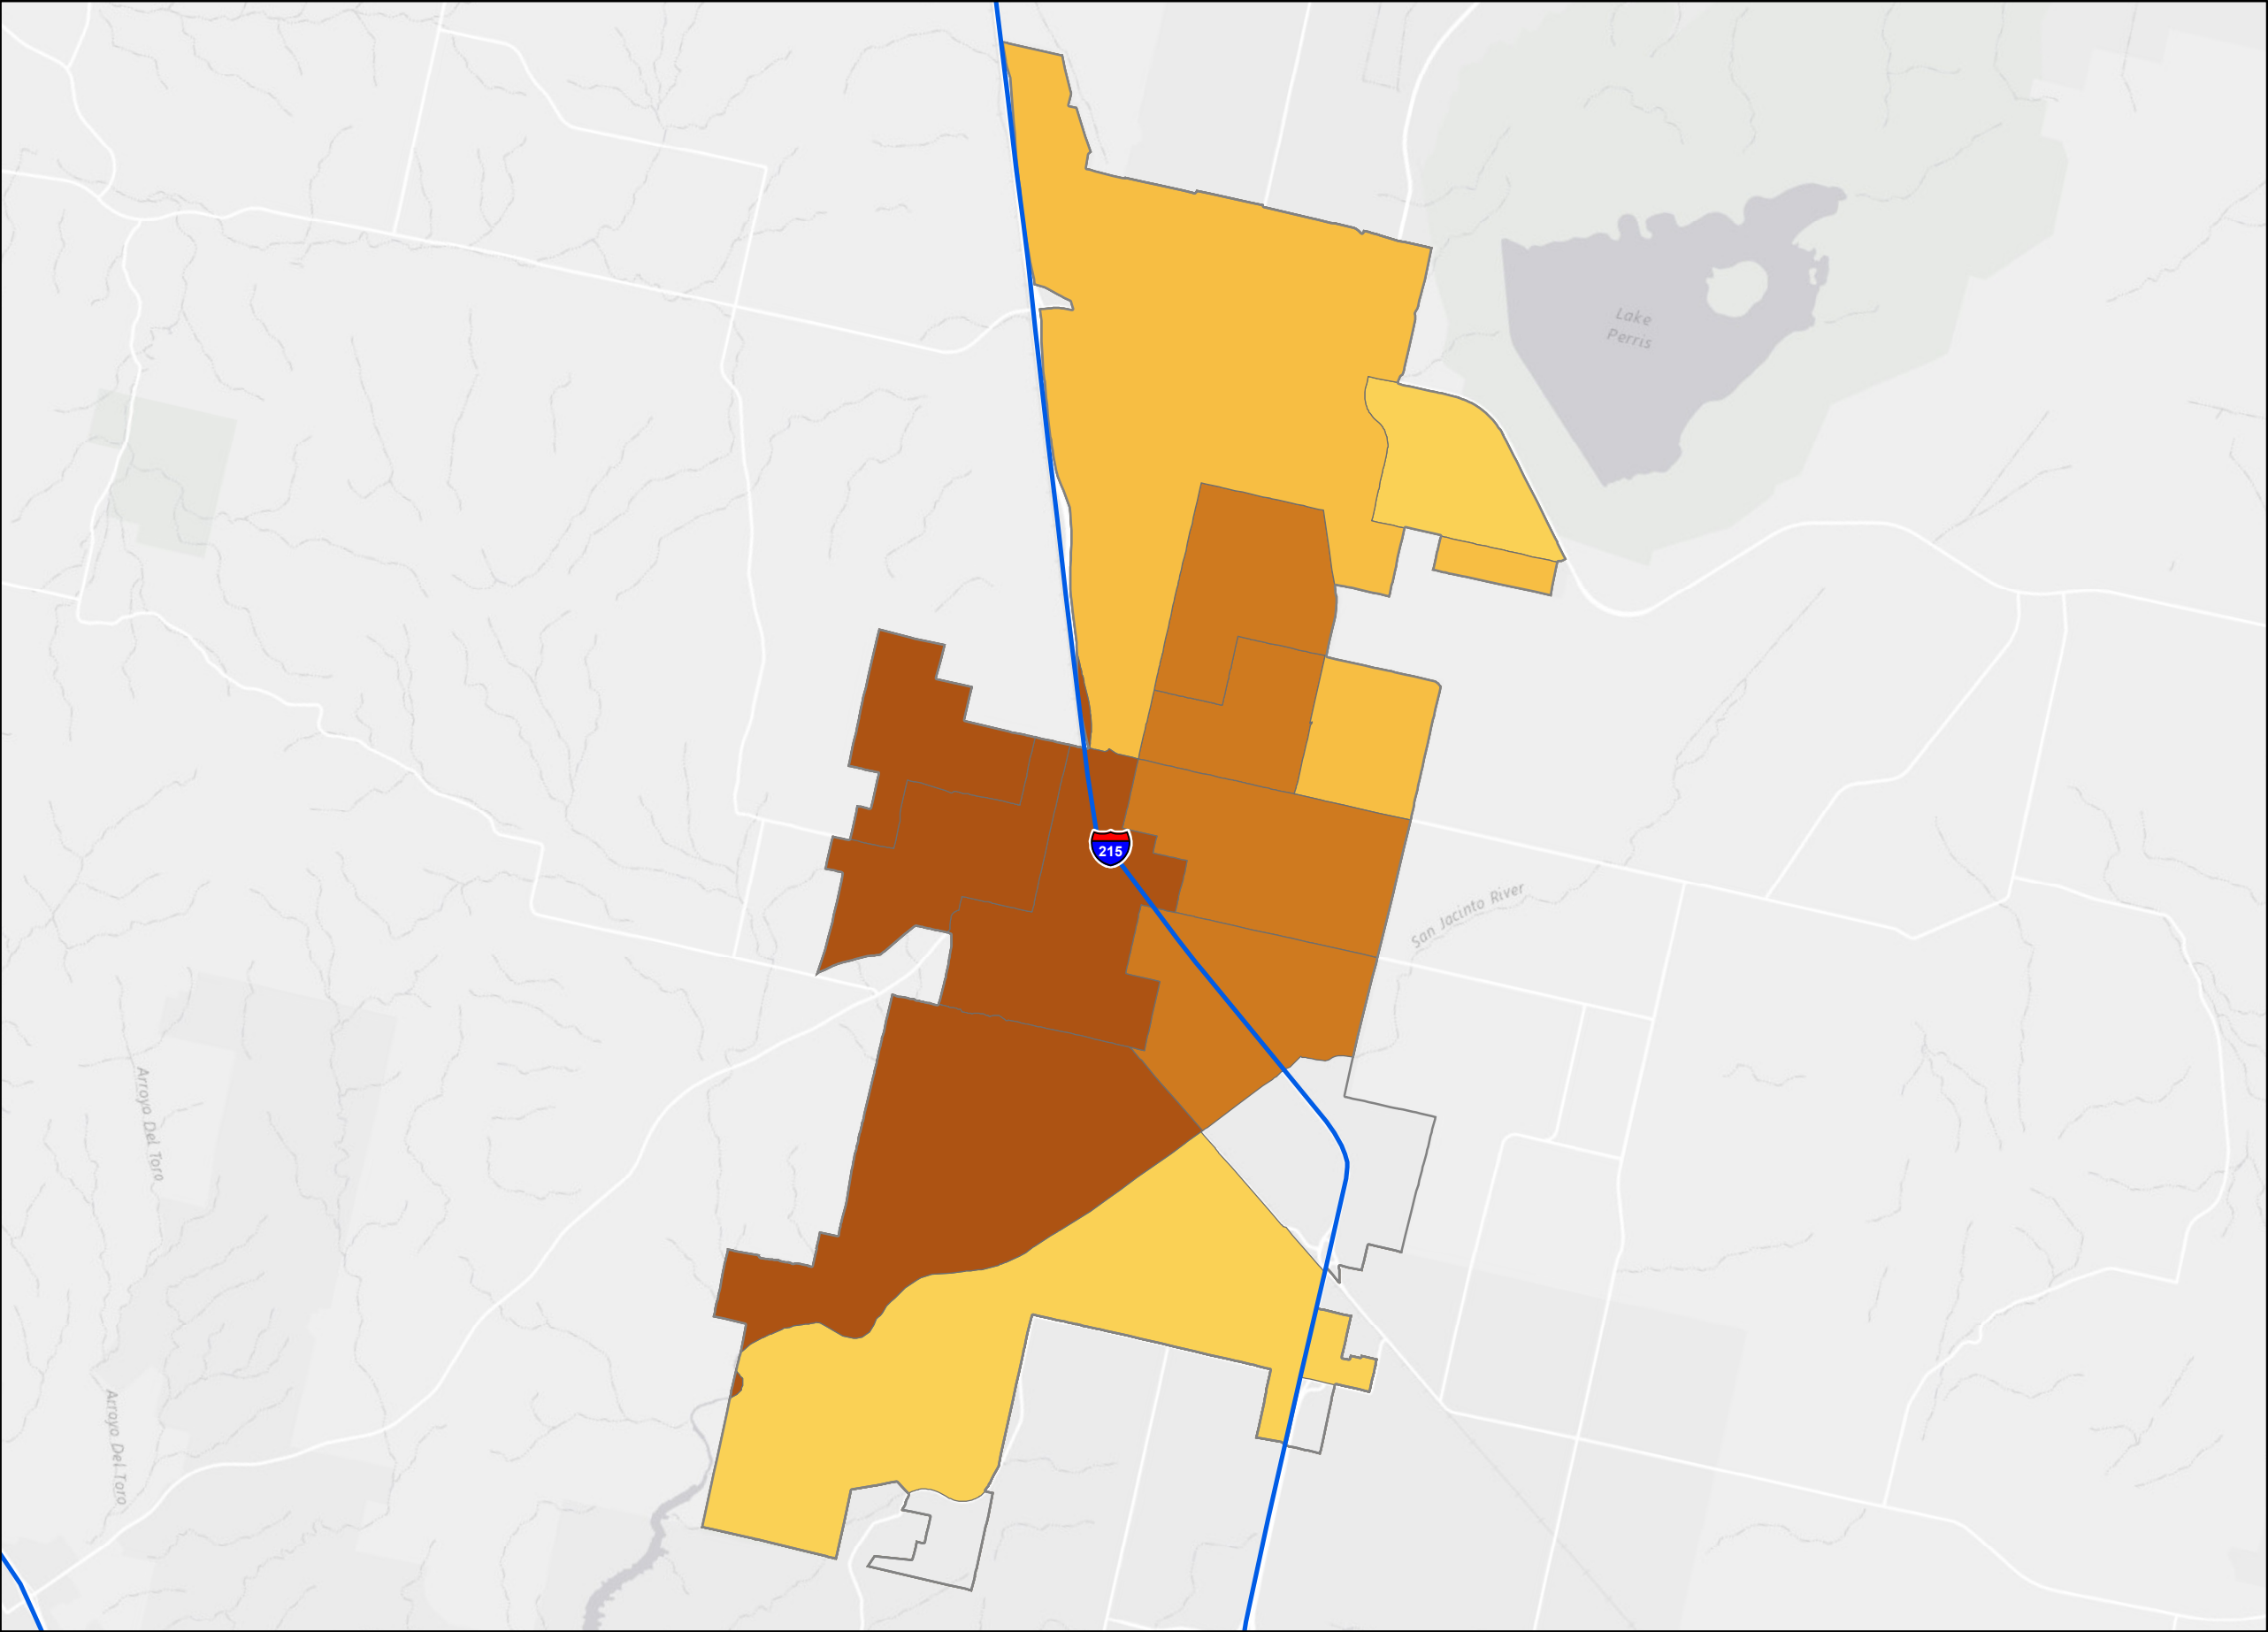 Lake
Perris
215
San Jacinto River
Arroyo Del Toro
Arroyo Del Toro